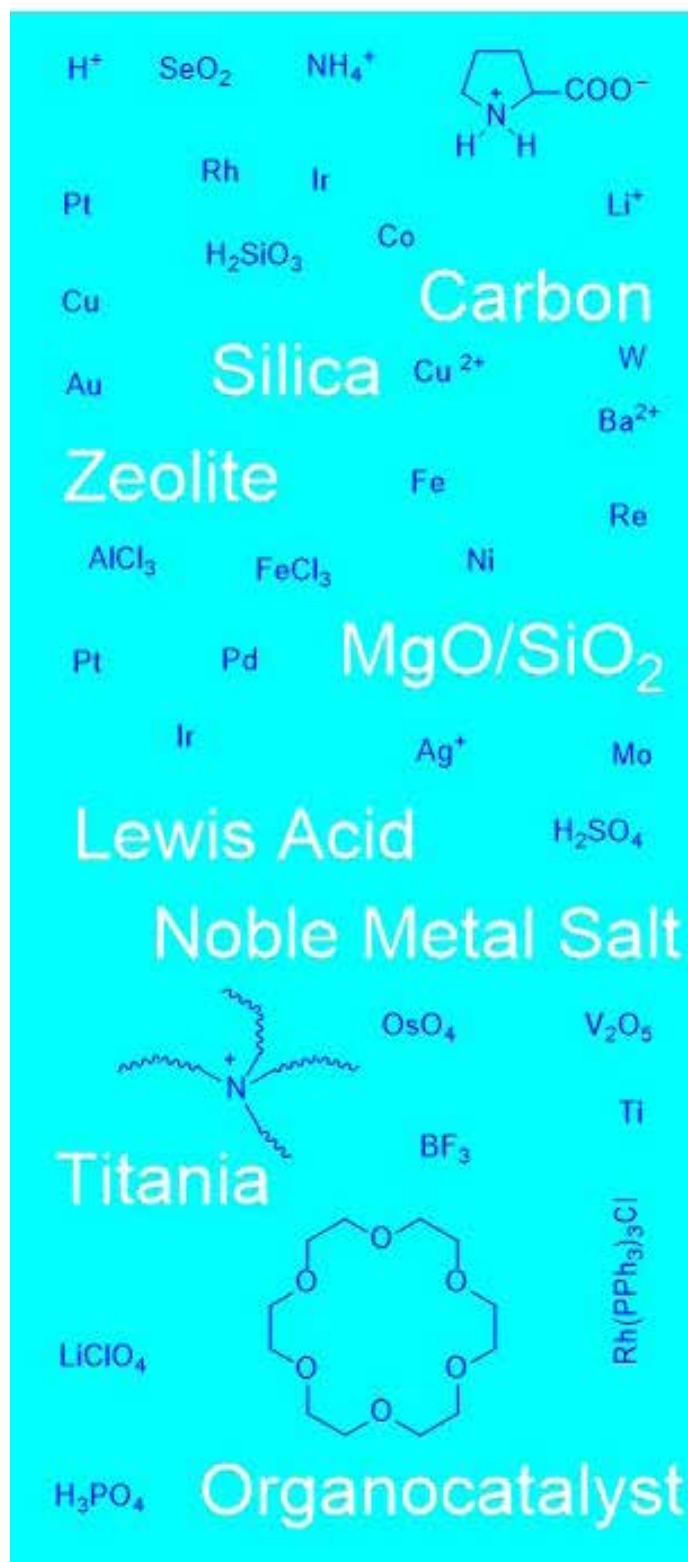 H⁺ SeO₂ NH₄⁺
COO⁻
N⁺
H H
Rh Ir
Pt Li⁺
H₂SiO₃ Co
Cu Carbon
Silica Cu ²⁺ W
Au Ba²⁺
Zeolite Fe
Re
AlCl₃ FeCl₃ Ni
Pt Pd MgO/SiO₂
Ir Ag⁺ Mo
Lewis Acid H₂SO₄
Noble Metal Salt
OsO₄ V₂O₅
N⁺
Ti
Titania BF₃
Rh(PPh₃)₃Cl
O
O O
LiClO₄ O O
O
H₃PO₄ Organocatalyst